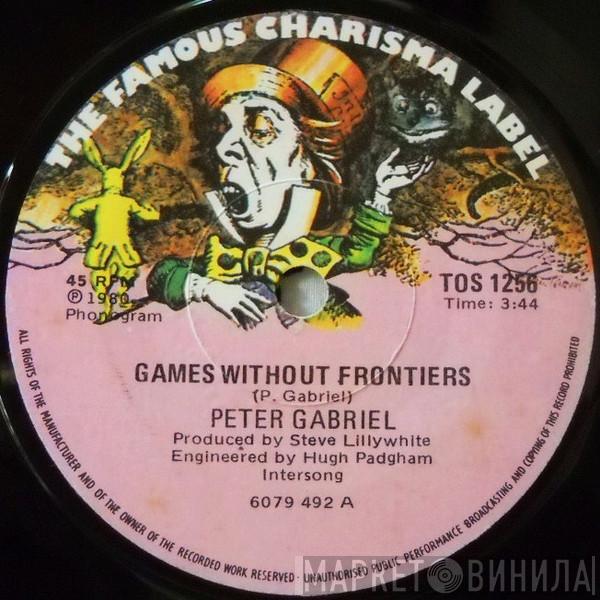 THE FAMOUS CHARISMA LABEL
45 RPM
Ⓟ 1980
Phonogram
TOS 1256
Time: 3:44
GAMES WITHOUT FRONTIERS
(P. Gabriel)
PETER GABRIEL
Produced by Steve Lillywhite
Engineered by Hugh Padgham
Intersong
6079 492 A
ALL RIGHTS OF THE MANUFACTURER AND OF THE OWNER OF THE RECORDED WORK RESERVED · UNAUTHORISED PUBLIC PERFORMANCE BROADCASTING AND COPYING OF THIS RECORD PROHIBITED
МАРКЕТ ВИНИЛА